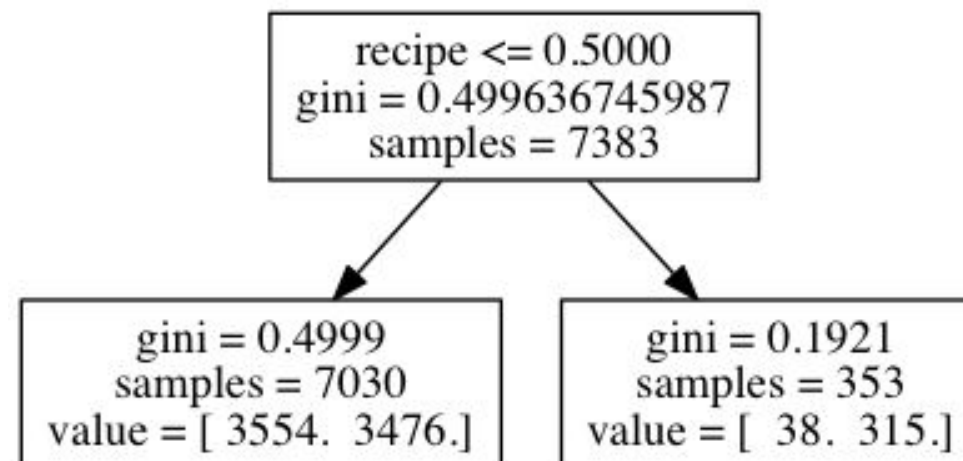 recipe <= 0.5000
gini = 0.499636745987
samples = 7383
gini = 0.4999
samples = 7030
value = [ 3554.  3476.]
gini = 0.1921
samples = 353
value = [  38.  315.]